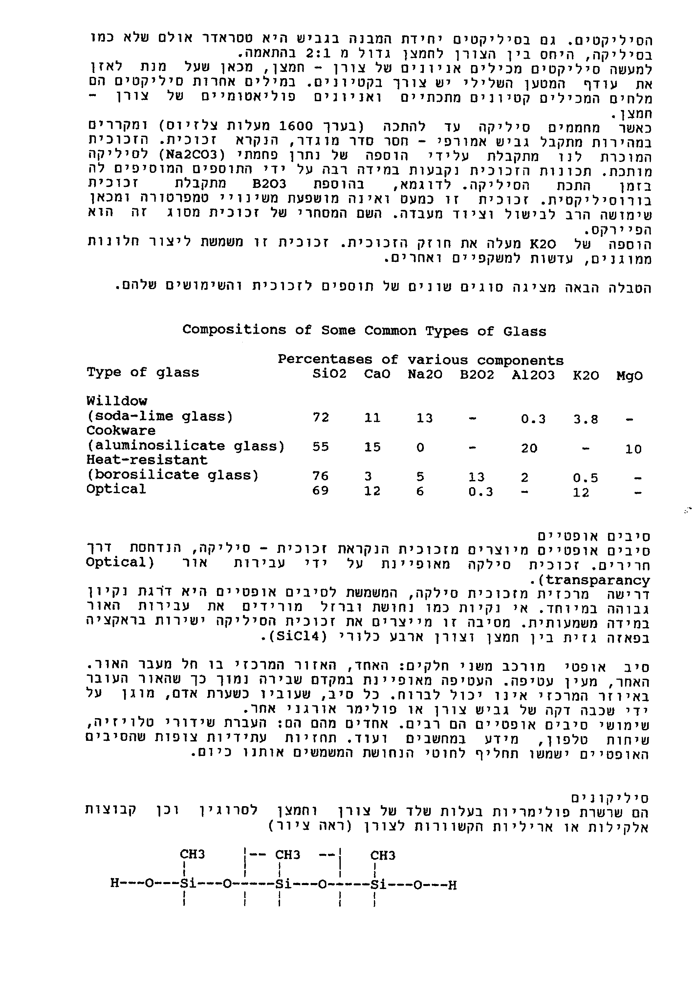 הסיליקטים. גם בסיליקטים יחידת המבנה בגביש היא טטראדר אולם שלא כמו
בסיליקה, היחס בין הצורן לחמצן גדול מ 2:1 בהתאמה.
למעשה סיליקטים מכילים אניונים של צורן - חמצן, מכאן שעל מנת לאזן
את עודף המטען השלילי יש צורך בקטיונים. במילים אחרות סיליקטים הם
מלחים המכילים קטיונים מתכתיים ואניונים פוליאטומיים של צורן -
חמצן.
כאשר מחממים סיליקה עד להתכה (בערך 1600 מעלות צלזיוס) ומקררים
במהירות מתקבל גביש אמורפי - חסר סדר מוגדר, הנקרא זכוכית. הזכוכית
המוכרת לנו מתקבלת עלידי הוספה של נתרן פחמתי (Na2CO3) לסיליקה
מותכת. תכונות הזכוכית נקבעות במידה רבה על ידי התוספים המוסיפים לה
בזמן התכת הסיליקה. לדוגמא, בהוספת B2O3 מתקבלת זכוכית
בורוסיליקטית. זכוכית זו כמעט ואינה מושפעת משינויי טמפרטורה ומכאן
שימושה הרב לבישול וציוד מעבדה. השם המסחרי של זכוכית מסוג זה הוא
הפיירקס.
הוספה של K2O מעלה את חוזק הזכוכית. זכוכית זו משמשת ליצור חלונות
ממוגנים, עדשות למשקפיים ואחרים.
הטבלה הבאה מציגה סוגים שונים של תוספים לזכוכית והשימושים שלהם.
Compositions of Some Common Types of Glass
Percentases of various components
Type of glass SiO2 CaO Na2O B2O2 Al2O3 K2O MgO
Willdow
(soda-lime glass) 72 11 13 - 0.3 3.8 -
Cookware
(aluminosilicate glass) 55 15 0 - 20 - 10
Heat-resistant
(borosilicate glass) 76 3 5 13 2 0.5 -
Optical 69 12 6 0.3 - 12 -
סיבים אופטיים
סיבים אופטיים מיוצרים מזכוכית הנקראת זכוכית - סיליקה, הנדחסת דרך
חרירים. זכוכית סילקה מאופיינת על ידי עבירות אור (Optical
transparancy).
דרישה מרכזית מזכוכית סילקה, המשמשת לסיבים אופטיים היא דרגת נקיון
גבוהה במיוחד. אי נקיות כמו נחושת וברזל מורידים את עבירות האור
במידה משמעותית. מסיבה זו מייצרים את זכוכית הסיליקה ישירות בראקציה
בפאזה גזית בין חמצן וצורן ארבע כלורי (SiCl4).
סיב אופטי מורכב משני חלקים: האחד, האזור המרכזי בו חל מעבר האור.
האחר, מעין עטיפה. העטיפה מאופיינת במקדם שבירה נמוך כך שהאור העובר
באיוזר המרכזי אינו יכול לברוח. כל סיב, שעוביו כשערת אדם, מוגן על
ידי שכבה דקה של גביש צורן או פולימר אורגני אחר.
שימושי סיבים אופטיים הם רבים. אחדים מהם הם: העברת שידורי טלויזיה,
שיחות טלפון, מידע במחשבים ועוד. תחזיות עתידיות צופות שהסיבים
האופטיים ישמשו תחליף לחוטי הנחושת המשמשים אותנו כיום.
סיליקונים
הם שרשרת פולימריות בעלות שלד של צורן וחמצן לסרוגין וכן קבוצות
אלקילות או אריליות הקשוורות לצורן (ראה ציור)
CH3 |-- CH3 --| CH3
H---O---Si---O-----Si---O-----Si---O---H